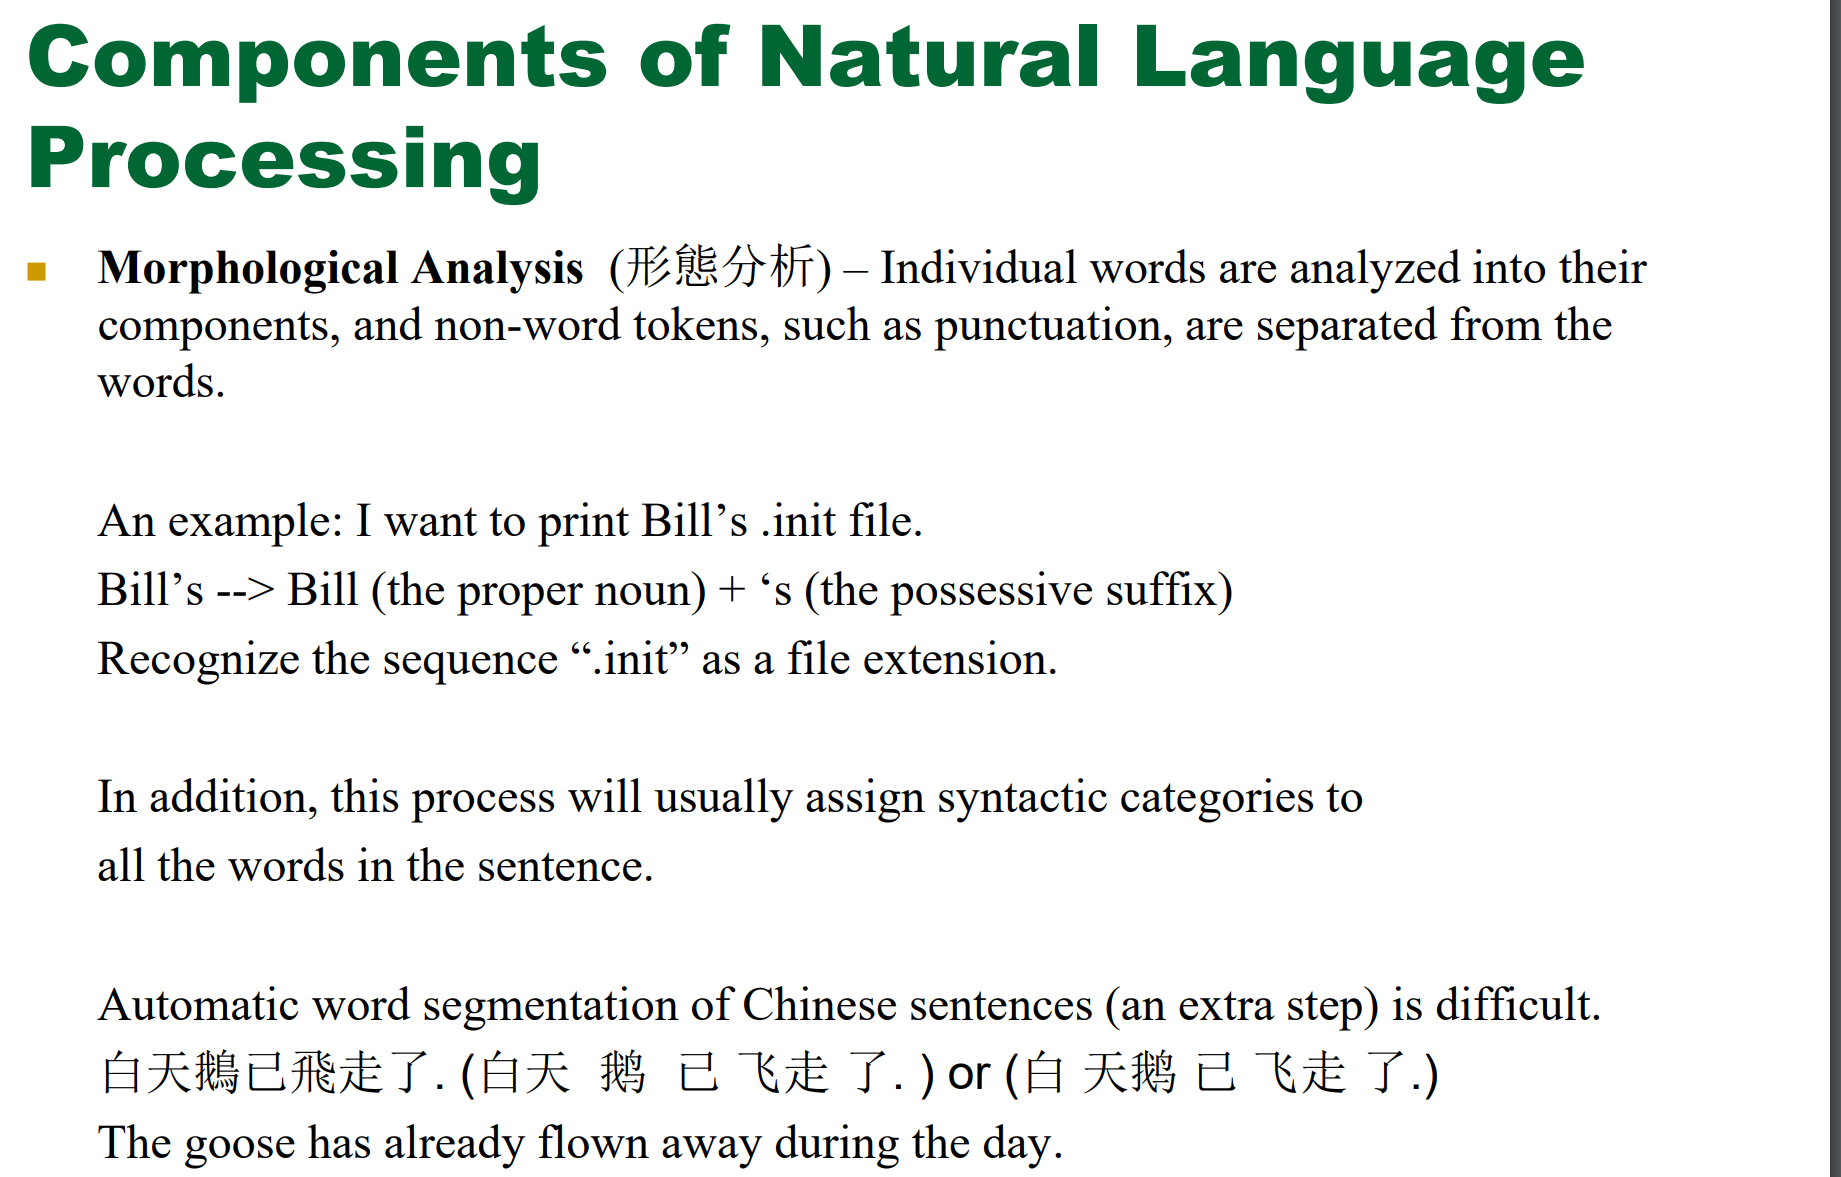 Components of Natural Language
Processing
Morphological Analysis (形態分析) – Individual words are analyzed into their
components, and non-word tokens, such as punctuation, are separated from the
words.
An example: I want to print Bill’s .init file.
Bill’s --> Bill (the proper noun) + ‘s (the possessive suffix)
Recognize the sequence “.init” as a file extension.
In addition, this process will usually assign syntactic categories to
all the words in the sentence.
Automatic word segmentation of Chinese sentences (an extra step) is difficult.
白天鵝已飛走了. (白天 鹅 已 飞走 了. ) or (白 天鹅 已 飞走 了.)
The goose has already flown away during the day.